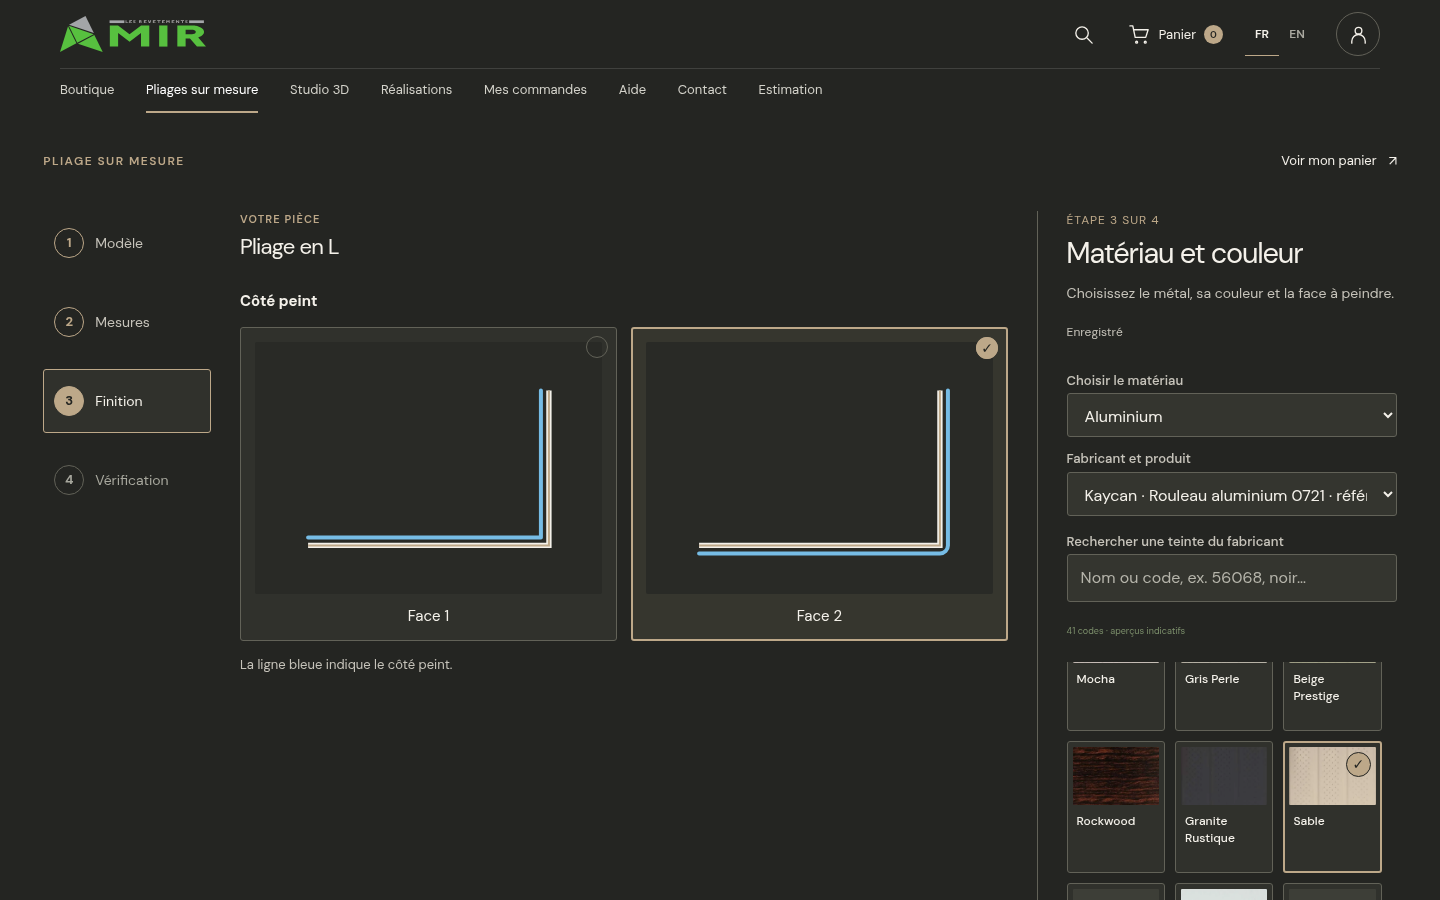 LES REVÊTEMENTS
MIR
Panier 0
FR EN
Boutique Pliages sur mesure Studio 3D Réalisations Mes commandes Aide Contact Estimation
PLIAGE SUR MESURE
Voir mon panier
1 Modèle
2 Mesures
3 Finition
4 Vérification
VOTRE PIÈCE
Pliage en L
Côté peint
Face 1
Face 2
La ligne bleue indique le côté peint.
ÉTAPE 3 SUR 4
Matériau et couleur
Choisissez le métal, sa couleur et la face à peindre.
Enregistré
Choisir le matériau
Aluminium
Fabricant et produit
Kaycan · Rouleau aluminium 0721 · référ
Rechercher une teinte du fabricant
Nom ou code, ex. 56068, noir…
41 codes · aperçus indicatifs
Mocha
Gris Perle
Beige
Prestige
Rockwood
Granite
Rustique
Sable